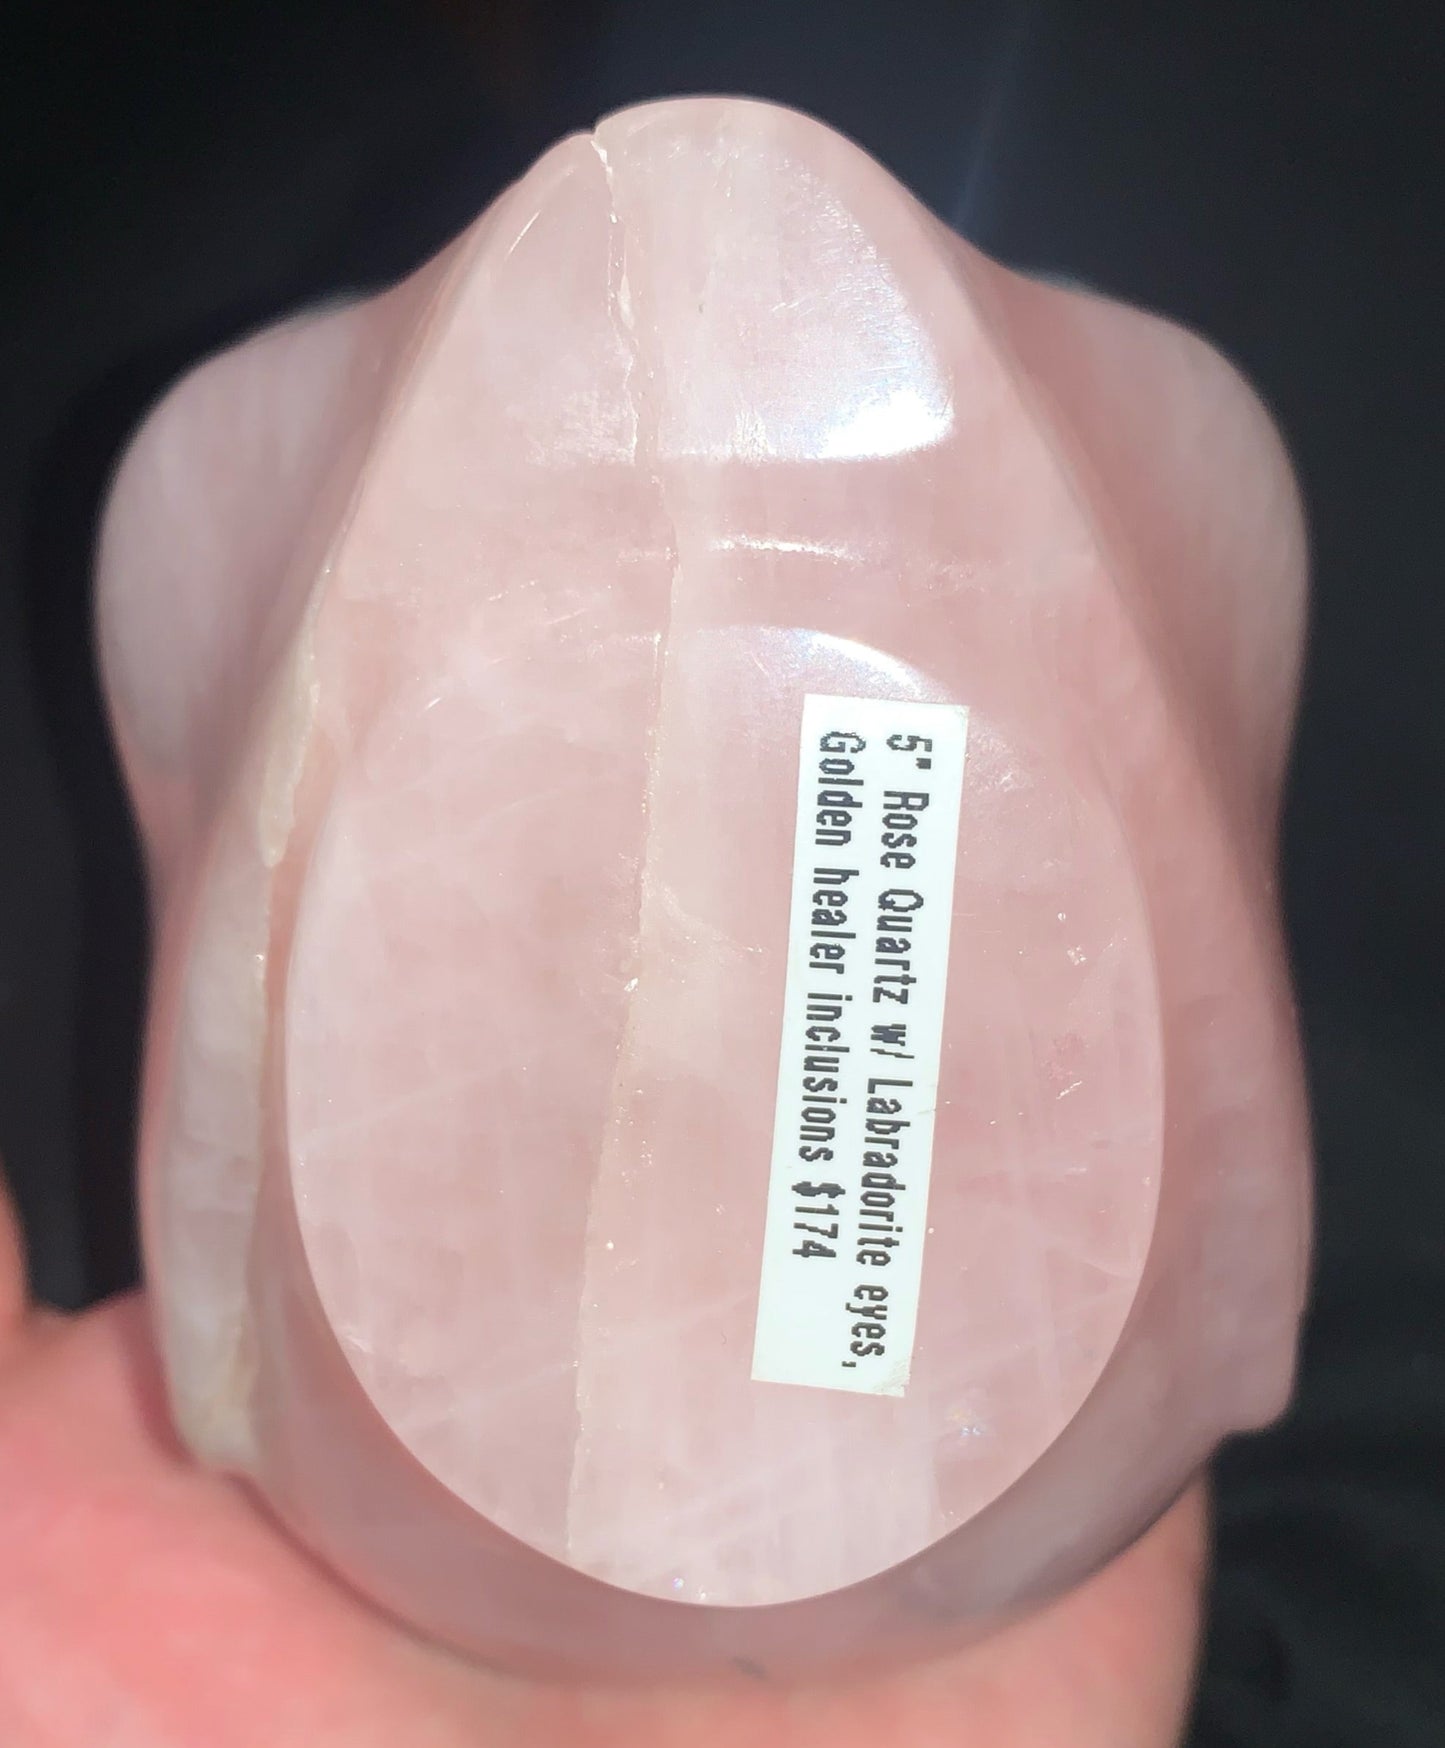 5" Rose Quartz w/ Labradorite eyes,
Golden healer inclusions $174